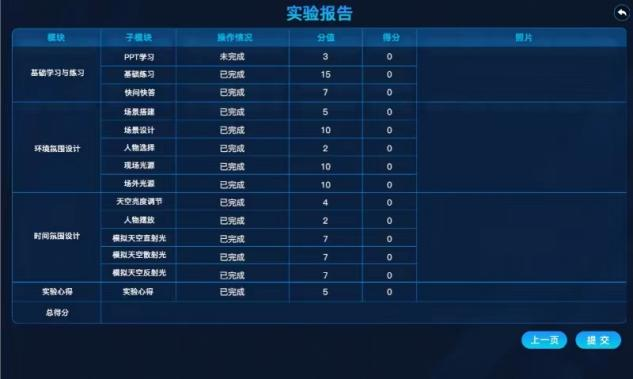 实验报告
模块 子模块 操作情况 分值 得分 照片
基础学习与练习 PPT学习 未完成 3 0
基础练习 已完成 15 0
快问快答 已完成 7 0
环境氛围设计 场景搭建 已完成 5 0
场景设计 已完成 10 0
人物选择 已完成 2 0
现场光源 已完成 10 0
场外光源 已完成 10 0
时间氛围设计 天空亮度调节 已完成 4 0
人物摆放 已完成 2 0
模拟天空直射光 已完成 7 0
模拟天空散射光 已完成 7 0
模拟天空反射光 已完成 7 0
实验心得 实验心得 已完成 5 0
总得分
上一页 提 交